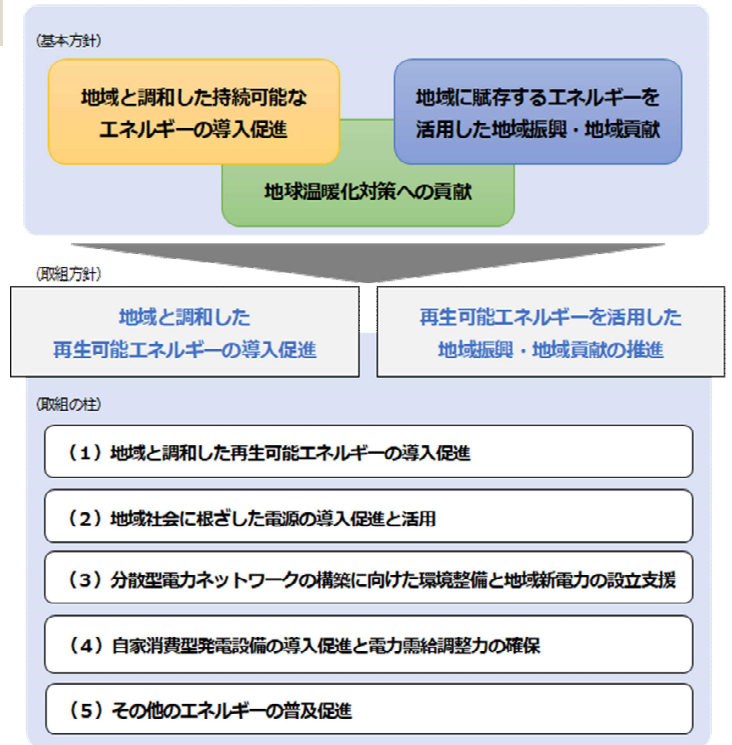 (基本方針)
地域と調和した持続可能な
エネルギーの導入促進
地域に賦存するエネルギーを
活用した地域振興・地域貢献
地球温暖化対策への貢献
(取組方針)
地域と調和した
再生可能エネルギーの導入促進
再生可能エネルギーを活用した
地域振興・地域貢献の推進
(取組の柱)
(1)地域と調和した再生可能エネルギーの導入促進
(2)地域社会に根ざした電源の導入促進と活用
(3)分散型電力ネットワークの構築に向けた環境整備と地域新電力の設立支援
(4)自家消費型発電設備の導入促進と電力需給調整力の確保
(5)その他のエネルギーの普及促進